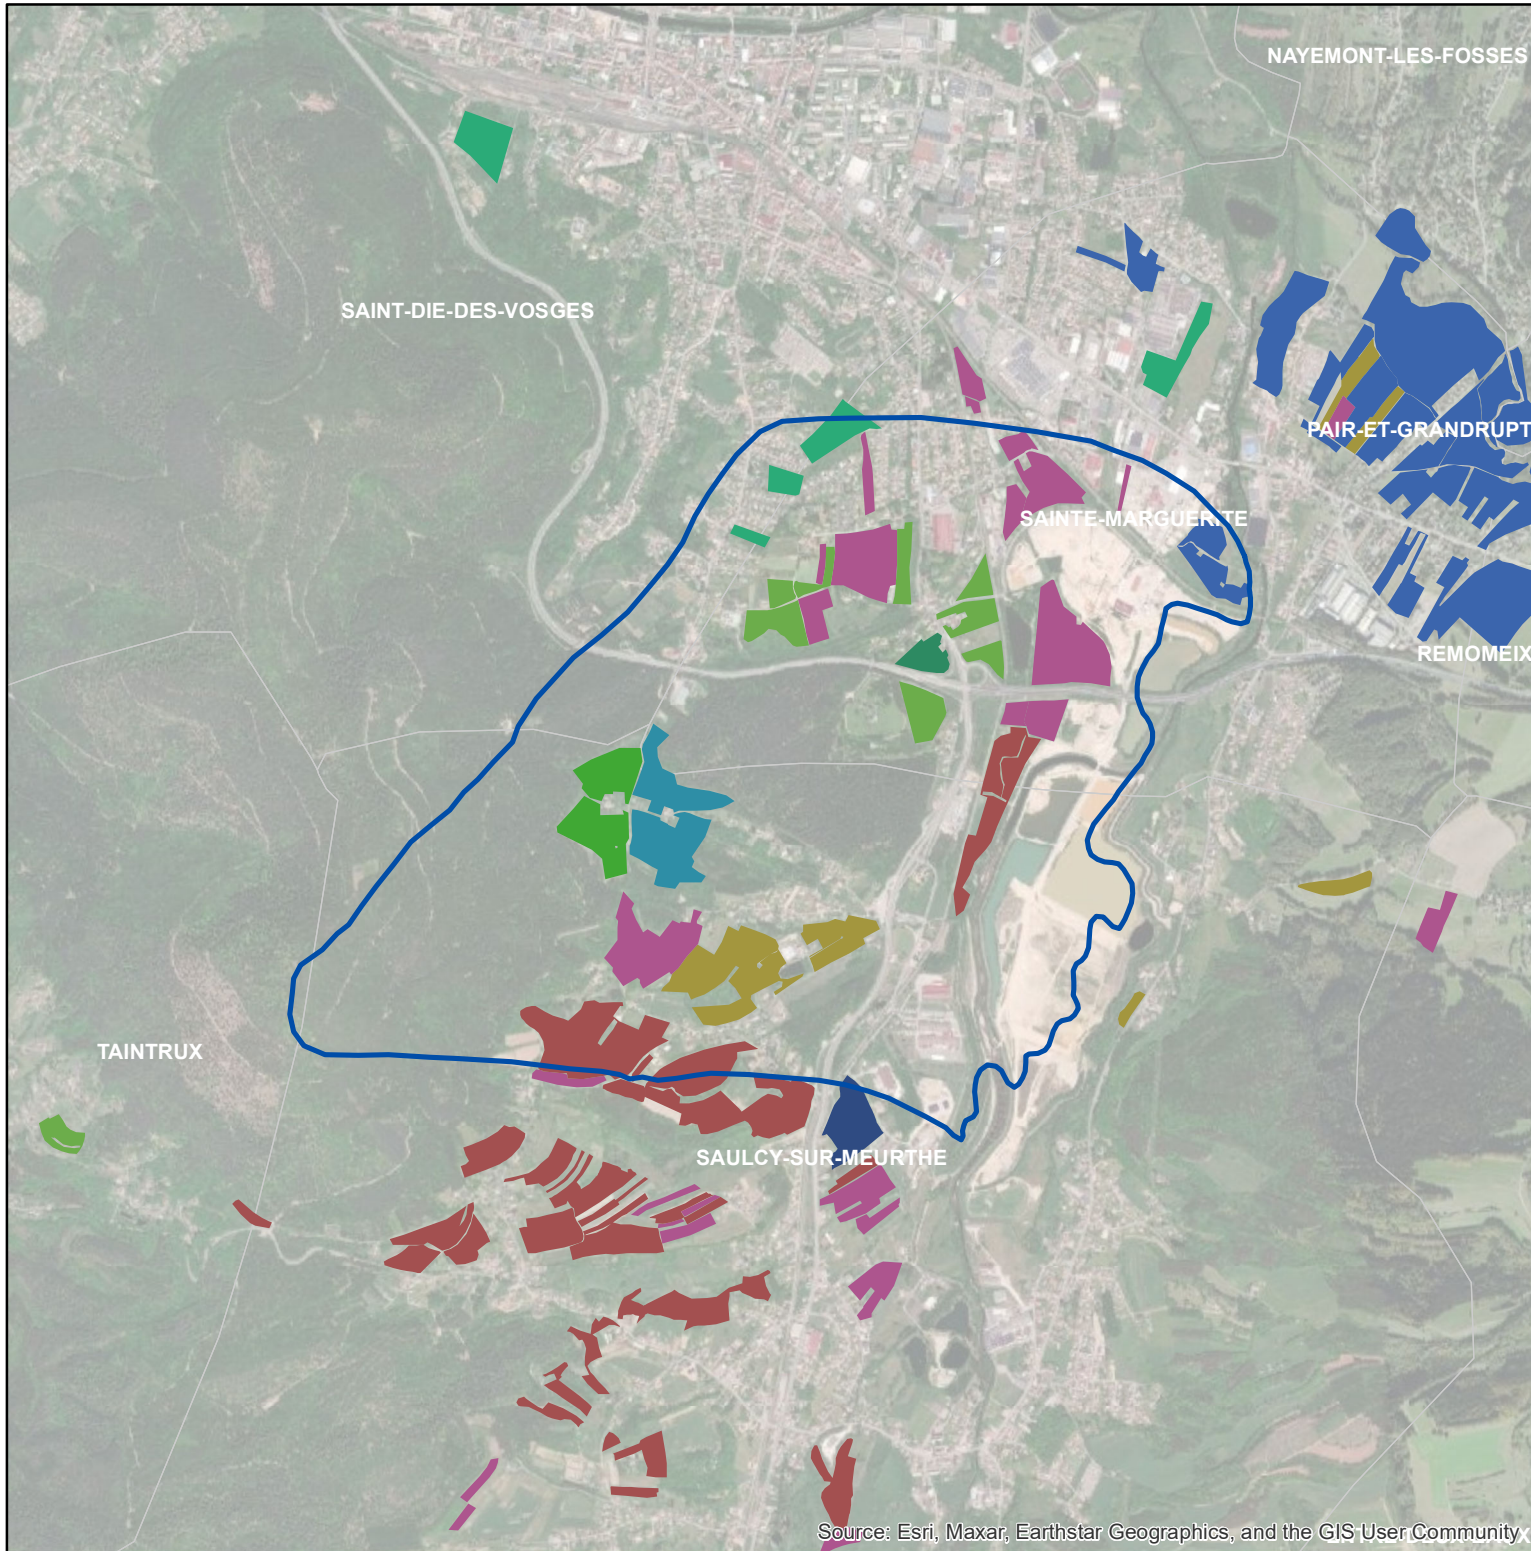 NAYEMONT-LES-FOSSES
SAINT-DIE-DES-VOSGES
PAIR-ET-GRANDRUPT
SAINTE-MARGUERITE
REMOMEIX
TAINTRUX
SAULCY-SUR-MEURTHE
Source: Esri, Maxar, Earthstar Geographics, and the GIS User Community